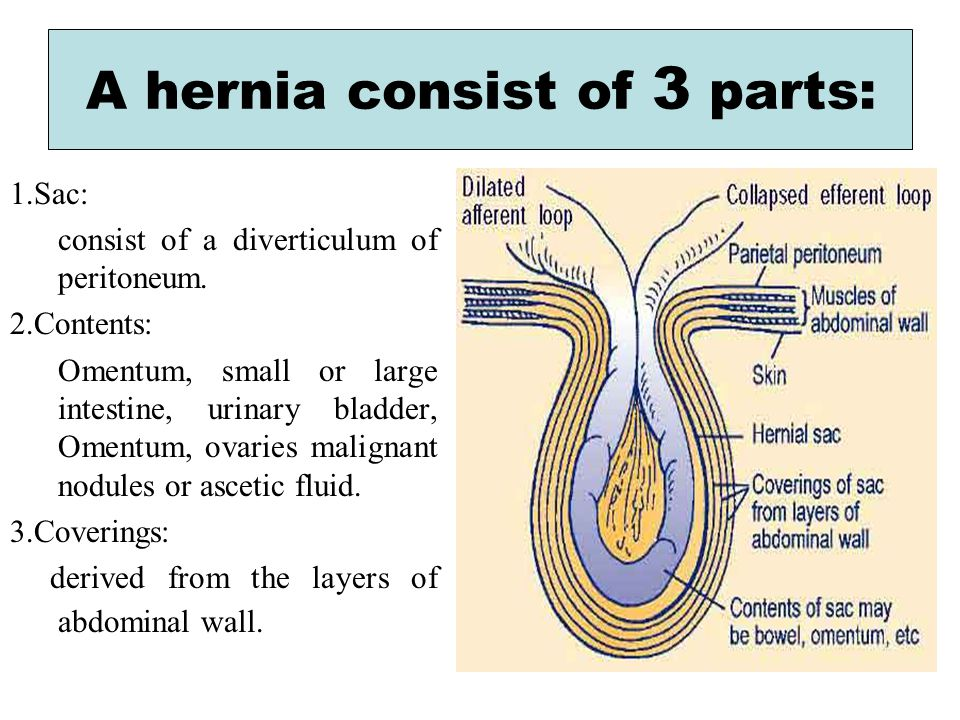 A hernia consist of 3 parts:
1.Sac:
consist of a diverticulum of
peritoneum.
2.Contents:
Omentum, small or large
intestine, urinary bladder,
Omentum, ovaries malignant
nodules or ascetic fluid.
3.Coverings:
derived from the layers of
abdominal wall.
Dilated
afferent loop
Collapsed efferent loop
Parietal peritoneum
Muscles of
abdominal wall
Skin
Hernial sac
Coverings of sac
from layers of
abdominal wall
Contents of sac may
be bowel, omentum, etc